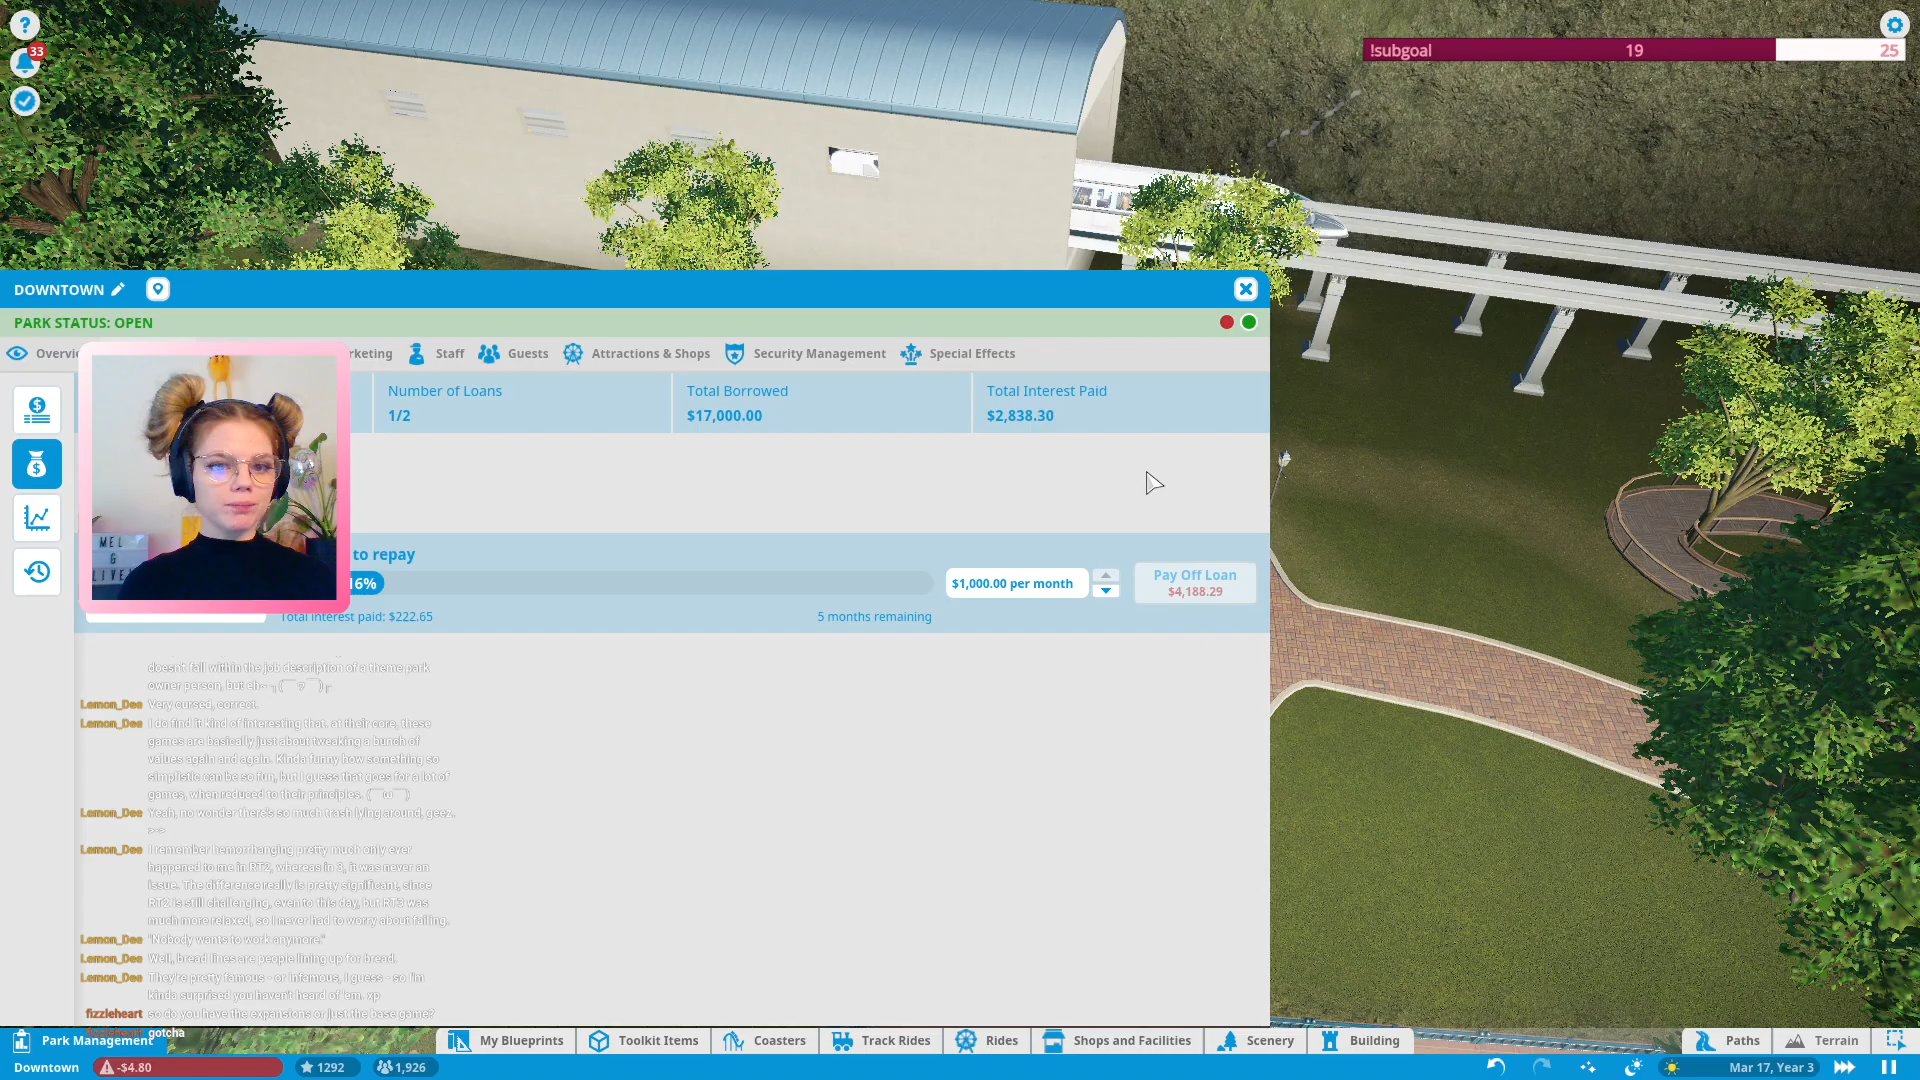 ?
33
!subgoal 19 25
DOWNTOWN
PARK STATUS: OPEN
Overvi
rketing Staff Guests Attractions & Shops Security Management Special Effects
Number of Loans Total Borrowed Total Interest Paid
1/2 $17,000.00 $2,838.30
MEL
&
LIVE
to repay
16% $1,000.00 per month Pay Off Loan
$4,188.29
Total interest paid: $222.65 5 months remaining
doesn't fall within the job description of a theme park
owner person, but eh~
Lemon_Dee Very cursed, correct.
Lemon_Dee I do find it kind of interesting that, at their core, these
games are basically just about tweaking a bunch of
values again and again. Kinda funny how something so
simplistic can be so fun, but I guess that goes for a lot of
games, when reduced to their principles. (￣ω￣)
Lemon_Dee Yeah, no wonder there's so much trash lying around, geez.
>->
Lemon_Dee I remember hemorrhanging pretty much only ever
happened to me in RT2, whereas in 3, it was never an
issue. The difference really is pretty significant, since
RT2 is still challenging, even to this day, but RT3 was
much more relaxed, so I never had to worry about failing.
Lemon_Dee "Nobody wants to work anymore."
Lemon_Dee Well, bread lines are people lining up for bread.
Lemon_Dee They're pretty famous - or infamous, I guess - so I'm
kinda surprised you haven't heard of 'em. xp
fizzleheart so do you have the expansions or just the base game?
fizzleheart gotcha
Park Management My Blueprints Toolkit Items Coasters Track Rides Rides Shops and Facilities Scenery Building Paths Terrain
Downtown -$4.80 1292 1,926 Mar 17, Year 3